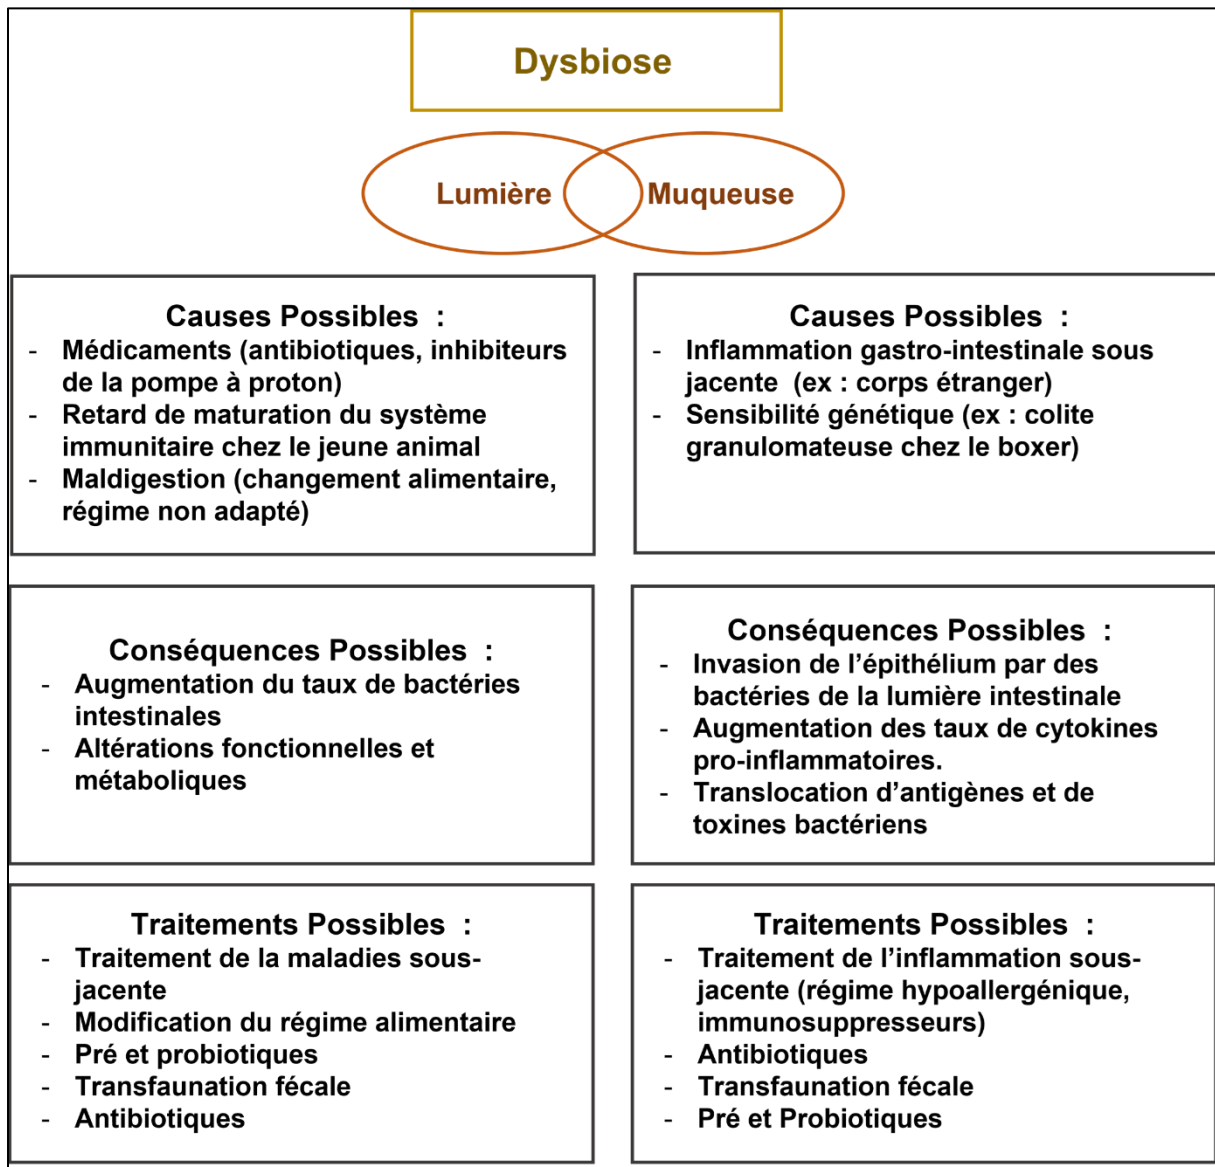 Dysbiose
Lumière
Muqueuse
Causes Possibles :
- Médicaments (antibiotiques, inhibiteurs
de la pompe à proton)
- Retard de maturation du système
immunitaire chez le jeune animal
- Maldigestion (changement alimentaire,
régime non adapté)
Causes Possibles :
- Inflammation gastro-intestinale sous
jacente (ex : corps étranger)
- Sensibilité génétique (ex : colite
granulomateuse chez le boxer)
Conséquences Possibles :
- Augmentation du taux de bactéries
intestinales
- Altérations fonctionnelles et
métaboliques
Conséquences Possibles :
- Invasion de l’épithélium par des
bactéries de la lumière intestinale
- Augmentation des taux de cytokines
pro-inflammatoires.
- Translocation d’antigènes et de
toxines bactériens
Traitements Possibles :
- Traitement de la maladies sous-
jacente
- Modification du régime alimentaire
- Pré et probiotiques
- Transfaunation fécale
- Antibiotiques
Traitements Possibles :
- Traitement de l’inflammation sous-
jacente (régime hypoallergénique,
immunosuppresseurs)
- Antibiotiques
- Transfaunation fécale
- Pré et Probiotiques